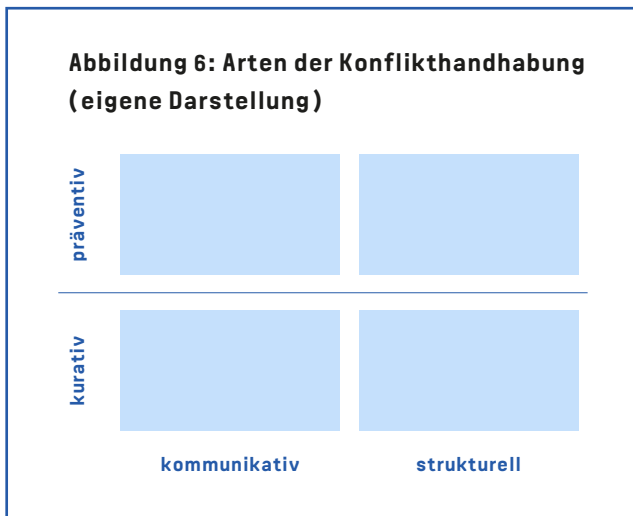 Abbildung 6: Arten der Konflikthandhabung
(eigene Darstellung)
präventiv
kurativ
kommunikativ
strukturell